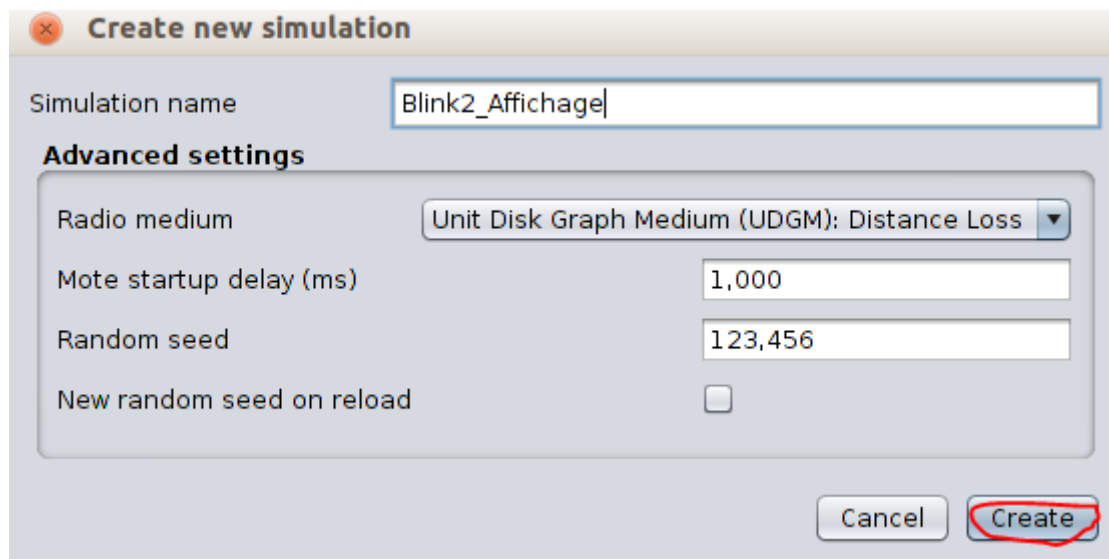 Create new simulation
Simulation name Blink2_Affichage
Advanced settings
Radio medium Unit Disk Graph Medium (UDGM): Distance Loss
Mote startup delay (ms) 1,000
Random seed 123,456
New random seed on reload
Cancel Create